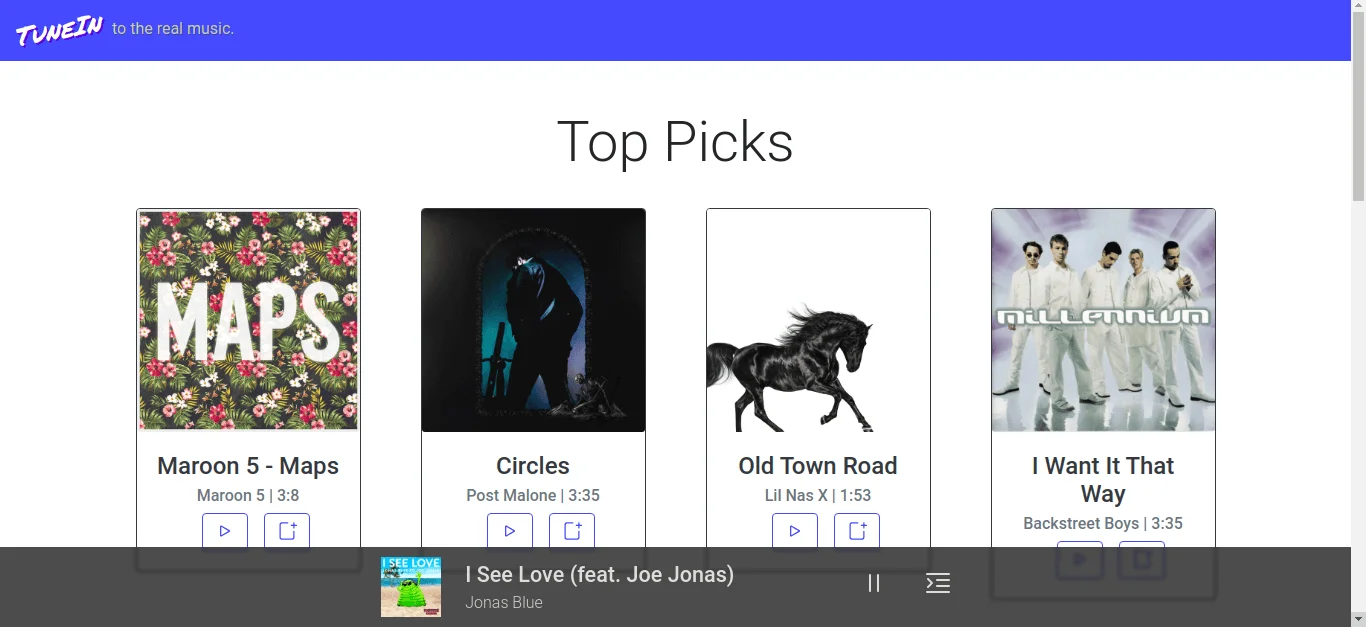 TUNEIN to the real music.
Top Picks
MAPS
MILLENNIUM
Maroon 5 - Maps
Maroon 5 | 3:8
Circles
Post Malone | 3:35
Old Town Road
Lil Nas X | 1:53
I Want It That
Way
Backstreet Boys | 3:35
I SEE LOVE
I See Love (feat. Joe Jonas)
Jonas Blue